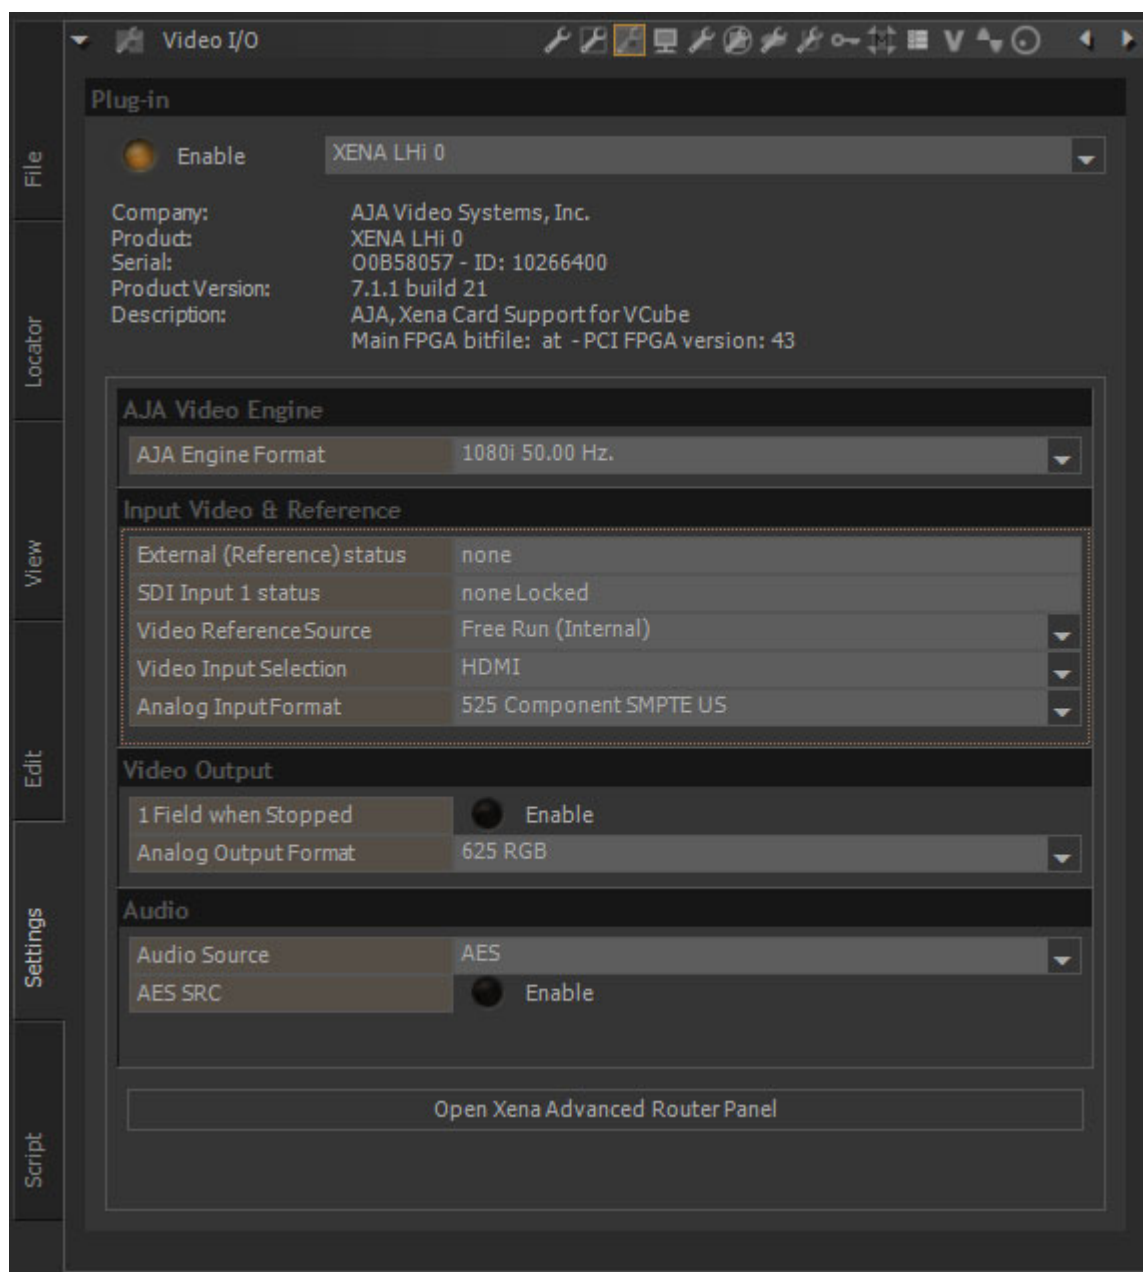 Video I/O
Plug-in
Enable
XENA LHi 0
Company: AJA Video Systems, Inc.
Product: XENA LHi 0
Serial: O0B58057 - ID: 10266400
Product Version: 7.1.1 build 21
Description: AJA, Xena Card Support for VCube
Main FPGA bitfile: at - PCI FPGA version: 43
AJA Video Engine
AJA Engine Format 1080i 50.00 Hz.
Input Video & Reference
External (Reference) status none
SDI Input 1 status none Locked
Video Reference Source Free Run (Internal)
Video Input Selection HDMI
Analog Input Format 525 Component SMPTE US
Video Output
1 Field when Stopped Enable
Analog Output Format 625 RGB
Audio
Audio Source AES
AES SRC Enable
Open Xena Advanced Router Panel
File
Locator
View
Edit
Settings
Script